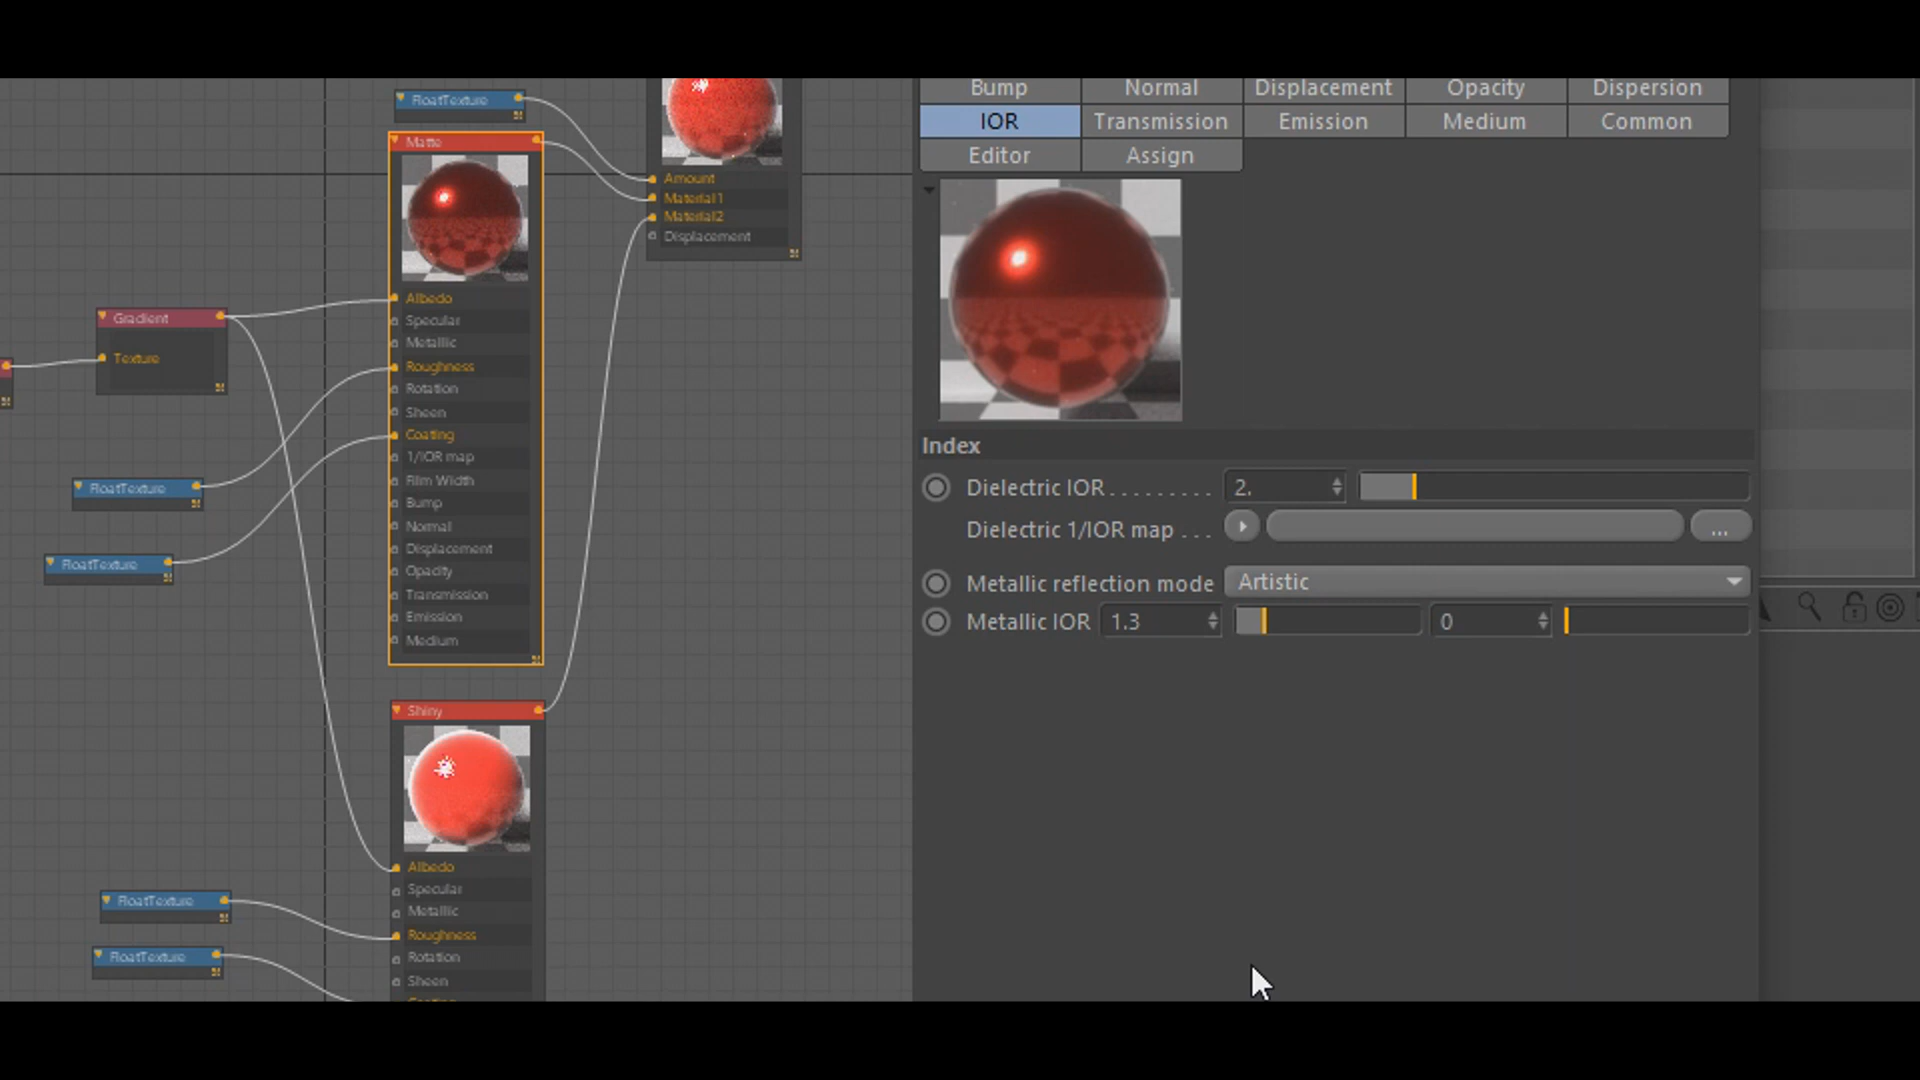 FloatTexture
Matte
Albedo
Specular
Metallic
Roughness
Rotation
Sheen
Coating
1/IOR map
Film Width
Bump
Normal
Displacement
Opacity
Transmission
Emission
Medium
Amount
Material1
Material2
Displacement
Gradient
Texture
FloatTexture
FloatTexture
Shiny
Albedo
Specular
Metallic
Roughness
Rotation
Sheen
Coating
FloatTexture
FloatTexture
Bump Normal Displacement Opacity Dispersion
IOR Transmission Emission Medium Common
Editor Assign
Index
Dielectric IOR . . . . . . . . . 2.
Dielectric 1/IOR map . . . ...
Metallic reflection mode Artistic
Metallic IOR 1.3 0